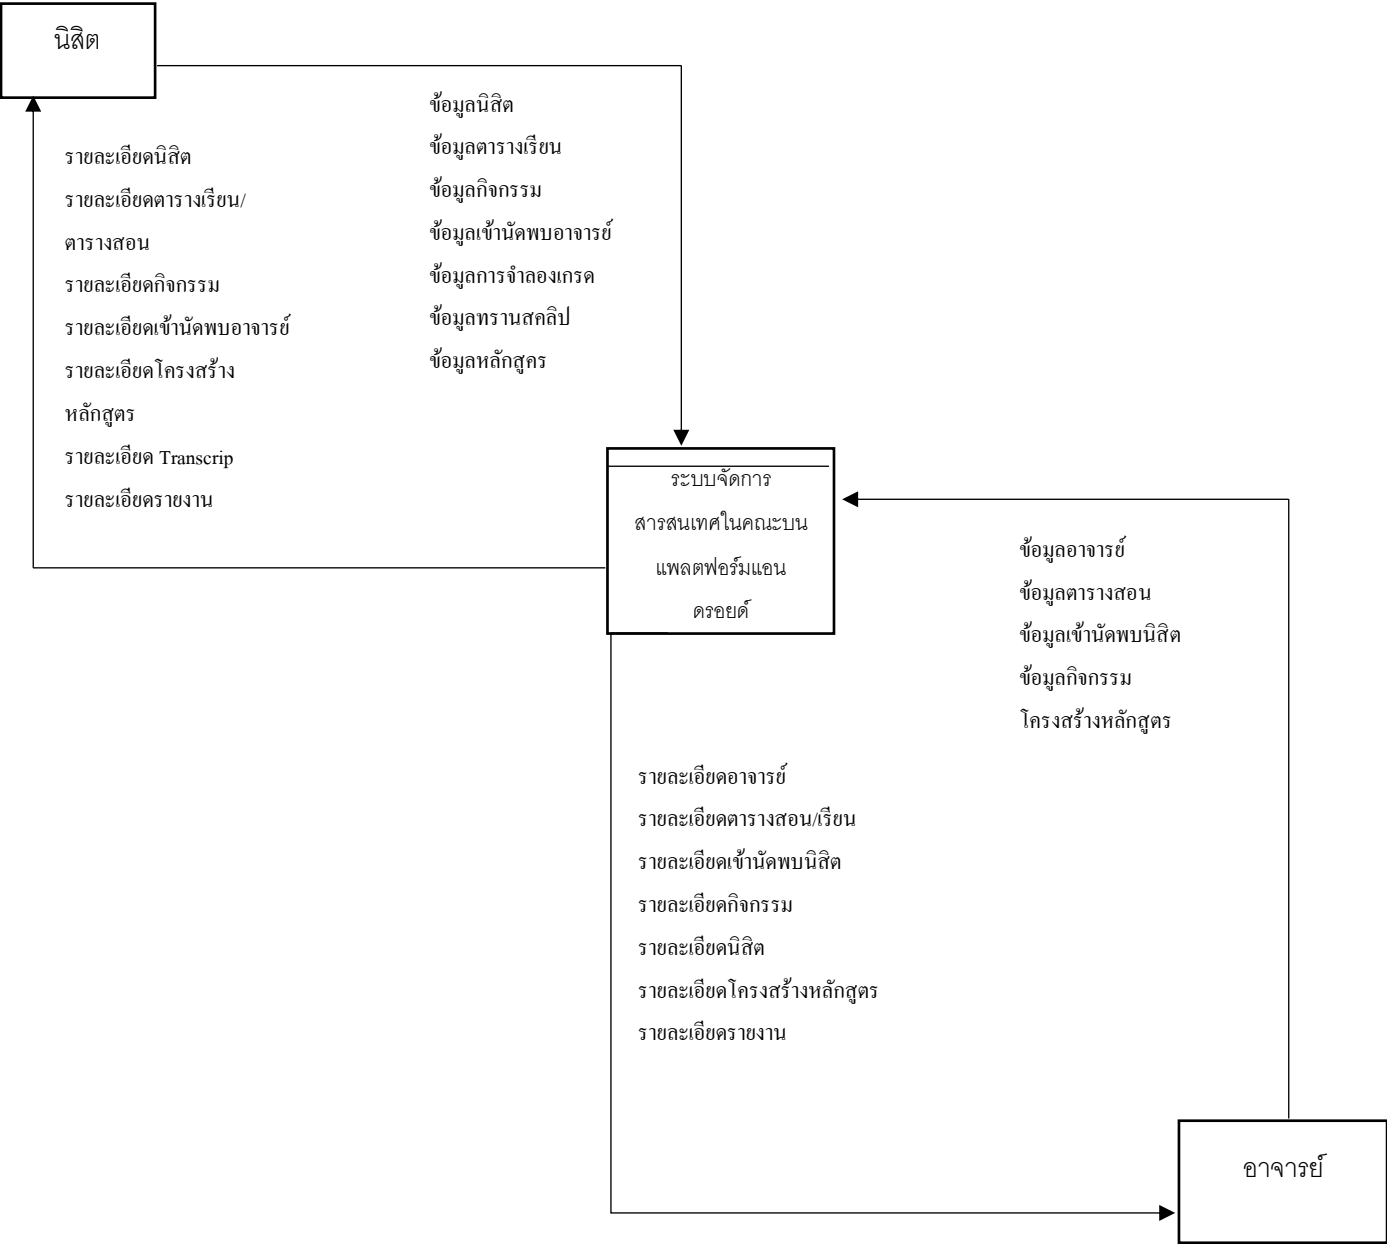 นิสิต
รายละเอียดนิสิต
รายละเอียดตารางเรียน/
ตารางสอน
รายละเอียดกิจกรรม
รายละเอียดเข้านัดพบอาจารย์
รายละเอียดโครงสร้าง
หลักสูตร
รายละเอียด Transcrip
รายละเอียดรายงาน
ข้อมูลนิสิต
ข้อมูลตารางเรียน
ข้อมูลกิจกรรม
ข้อมูลเข้านัดพบอาจารย์
ข้อมูลการจำลองเกรด
ข้อมูลทรานสคลิป
ข้อมูลหลักสูคร
ระบบจัดการ
สารสนเทศในคณะบน
แพลตฟอร์มแอน
ดรอยด์
ข้อมูลอาจารย์
ข้อมูลตารางสอน
ข้อมูลเข้านัดพบนิสิต
ข้อมูลกิจกรรม
โครงสร้างหลักสูตร
รายละเอียดอาจารย์
รายละเอียดตารางสอน/เรียน
รายละเอียดเข้านัดพบนิสิต
รายละเอียดกิจกรรม
รายละเอียดนิสิต
รายละเอียดโครงสร้างหลักสูตร
รายละเอียดรายงาน
อาจารย์